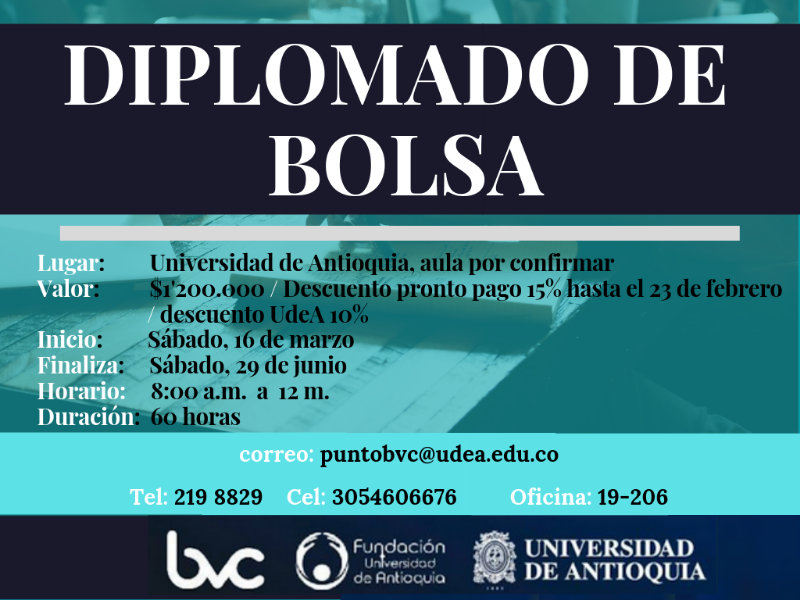 DIPLOMADO DE
BOLSA
Lugar: Universidad de Antioquia, aula por confirmar
Valor: $1'200.000 / Descuento pronto pago 15% hasta el 23 de febrero
/ descuento UdeA 10%
Inicio: Sábado, 16 de marzo
Finaliza: Sábado, 29 de junio
Horario: 8:00 a.m. a 12 m.
Duración: 60 horas
correo: puntobvc@udea.edu.co
Tel: 219 8829 Cel: 3054606676 Oficina: 19-206
bvc
Fundación
Universidad
de Antioquia
UNIVERSIDAD
DE ANTIOQUIA
1803